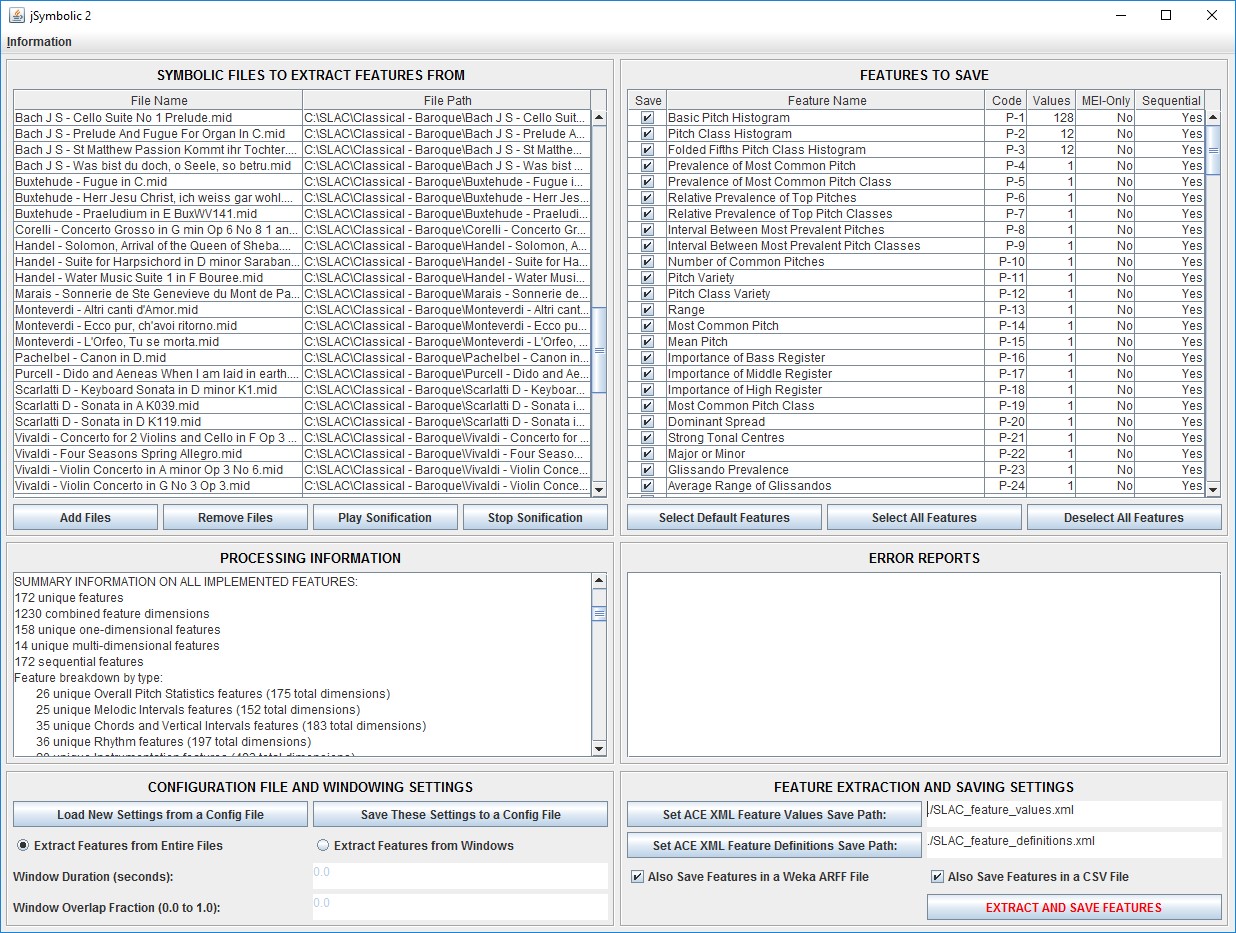 jSymbolic 2
Information
SYMBOLIC FILES TO EXTRACT FEATURES FROM
File Name File Path
Bach J S - Cello Suite No 1 Prelude.mid C:\SLAC\Classical - Baroque\Bach J S - Cello Suit...
Bach J S - Prelude And Fugue For Organ In C.mid C:\SLAC\Classical - Baroque\Bach J S - Prelude A...
Bach J S - St Matthew Passion Kommt ihr Tochter.... C:\SLAC\Classical - Baroque\Bach J S - St Matthe...
Bach J S - Was bist du doch, o Seele, so betru.mid C:\SLAC\Classical - Baroque\Bach J S - Was bist ...
Buxtehude - Fugue in C.mid C:\SLAC\Classical - Baroque\Buxtehude - Fugue i...
Buxtehude - Herr Jesu Christ, ich weiss gar wohl.... C:\SLAC\Classical - Baroque\Buxtehude - Herr Jes...
Buxtehude - Praeludium in E BuxWV141.mid C:\SLAC\Classical - Baroque\Buxtehude - Praeludi...
Corelli - Concerto Grosso in G min Op 6 No 8 1 an... C:\SLAC\Classical - Baroque\Corelli - Concerto Gr...
Handel - Solomon, Arrival of the Queen of Sheba.... C:\SLAC\Classical - Baroque\Handel - Solomon, A...
Handel - Suite for Harpsichord in D minor Saraban... C:\SLAC\Classical - Baroque\Handel - Suite for Ha...
Handel - Water Music Suite 1 in F Bouree.mid C:\SLAC\Classical - Baroque\Handel - Water Musi...
Marais - Sonnerie de Ste Genevieve du Mont de Pa... C:\SLAC\Classical - Baroque\Marais - Sonnerie de...
Monteverdi - Altri canti d'Amor.mid C:\SLAC\Classical - Baroque\Monteverdi - Altri cant...
Monteverdi - Ecco pur, ch'avoi ritorno.mid C:\SLAC\Classical - Baroque\Monteverdi - Ecco pu...
Monteverdi - L'Orfeo, Tu se morta.mid C:\SLAC\Classical - Baroque\Monteverdi - L'Orfeo, ...
Pachelbel - Canon in D.mid C:\SLAC\Classical - Baroque\Pachelbel - Canon in...
Purcell - Dido and Aeneas When I am laid in earth.... C:\SLAC\Classical - Baroque\Purcell - Dido and Ae...
Scarlatti D - Keyboard Sonata in D minor K1.mid C:\SLAC\Classical - Baroque\Scarlatti D - Keyboar...
Scarlatti D - Sonata in A K039.mid C:\SLAC\Classical - Baroque\Scarlatti D - Sonata i...
Scarlatti D - Sonata in D K119.mid C:\SLAC\Classical - Baroque\Scarlatti D - Sonata i...
Vivaldi - Concerto for 2 Violins and Cello in F Op 3 ... C:\SLAC\Classical - Baroque\Vivaldi - Concerto for ...
Vivaldi - Four Seasons Spring Allegro.mid C:\SLAC\Classical - Baroque\Vivaldi - Four Seaso...
Vivaldi - Violin Concerto in A minor Op 3 No 6.mid C:\SLAC\Classical - Baroque\Vivaldi - Violin Conce...
Vivaldi - Violin Concerto in G No 3 Op 3.mid C:\SLAC\Classical - Baroque\Vivaldi - Violin Conce...
Add Files Remove Files Play Sonification Stop Sonification
FEATURES TO SAVE
Save Feature Name Code Values MEI-Only Sequential
Basic Pitch Histogram P-1 128 No Yes
Pitch Class Histogram P-2 12 No Yes
Folded Fifths Pitch Class Histogram P-3 12 No Yes
Prevalence of Most Common Pitch P-4 1 No Yes
Prevalence of Most Common Pitch Class P-5 1 No Yes
Relative Prevalence of Top Pitches P-6 1 No Yes
Relative Prevalence of Top Pitch Classes P-7 1 No Yes
Interval Between Most Prevalent Pitches P-8 1 No Yes
Interval Between Most Prevalent Pitch Classes P-9 1 No Yes
Number of Common Pitches P-10 1 No Yes
Pitch Variety P-11 1 No Yes
Pitch Class Variety P-12 1 No Yes
Range P-13 1 No Yes
Most Common Pitch P-14 1 No Yes
Mean Pitch P-15 1 No Yes
Importance of Bass Register P-16 1 No Yes
Importance of Middle Register P-17 1 No Yes
Importance of High Register P-18 1 No Yes
Most Common Pitch Class P-19 1 No Yes
Dominant Spread P-20 1 No Yes
Strong Tonal Centres P-21 1 No Yes
Major or Minor P-22 1 No Yes
Glissando Prevalence P-23 1 No Yes
Average Range of Glissandos P-24 1 No Yes
Select Default Features Select All Features Deselect All Features
PROCESSING INFORMATION
SUMMARY INFORMATION ON ALL IMPLEMENTED FEATURES:
172 unique features
1230 combined feature dimensions
158 unique one-dimensional features
14 unique multi-dimensional features
172 sequential features
Feature breakdown by type:
26 unique Overall Pitch Statistics features (175 total dimensions)
25 unique Melodic Intervals features (152 total dimensions)
35 unique Chords and Vertical Intervals features (183 total dimensions)
36 unique Rhythm features (197 total dimensions)
ERROR REPORTS
CONFIGURATION FILE AND WINDOWING SETTINGS
Load New Settings from a Config File Save These Settings to a Config File
Extract Features from Entire Files Extract Features from Windows
Window Duration (seconds): 0.0
Window Overlap Fraction (0.0 to 1.0): 0.0
FEATURE EXTRACTION AND SAVING SETTINGS
Set ACE XML Feature Values Save Path: ./SLAC_feature_values.xml
Set ACE XML Feature Definitions Save Path: ./SLAC_feature_definitions.xml
Also Save Features in a Weka ARFF File Also Save Features in a CSV File
EXTRACT AND SAVE FEATURES